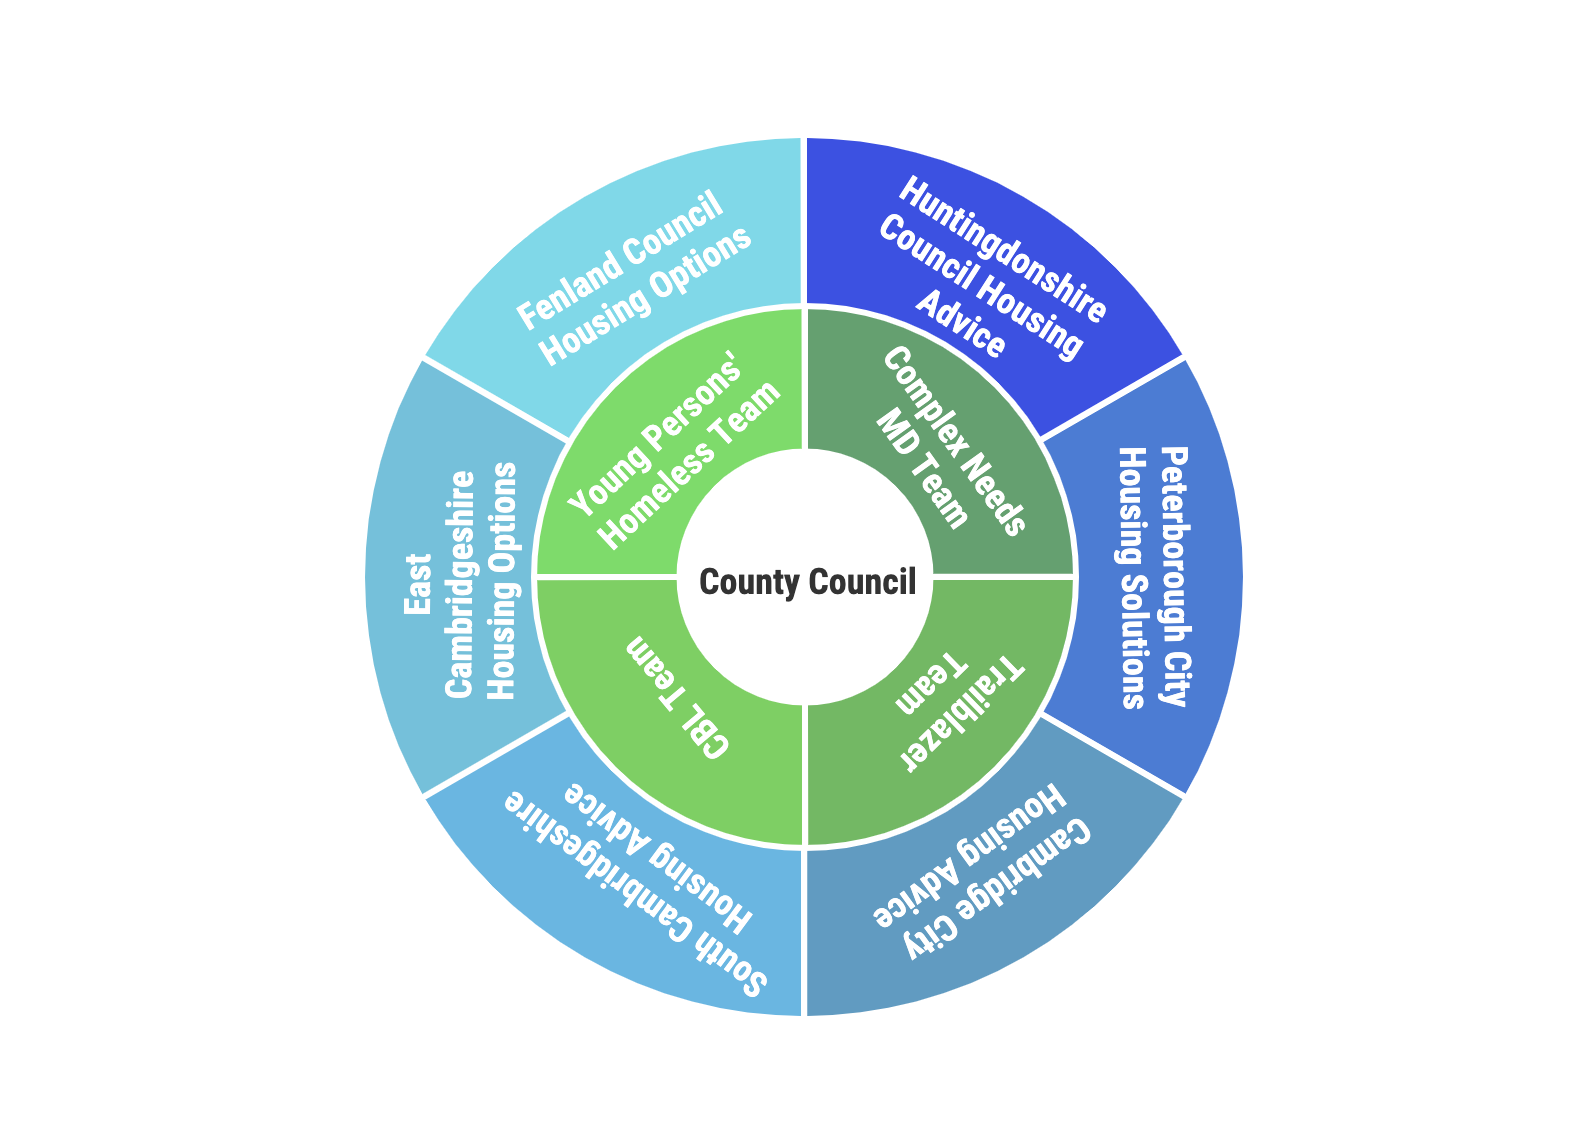 Huntingdonshire
Council Housing
Advice
Peterborough City
Housing Solutions
Cambridge City
Housing Advice
South Cambridgeshire
Housing Advice
East
Cambridgeshire
Housing Options
Fenland Council
Housing Options
Complex Needs
MD Team
Trailblazer
Team
CBL Team
Young Persons'
Homeless Team
County Council